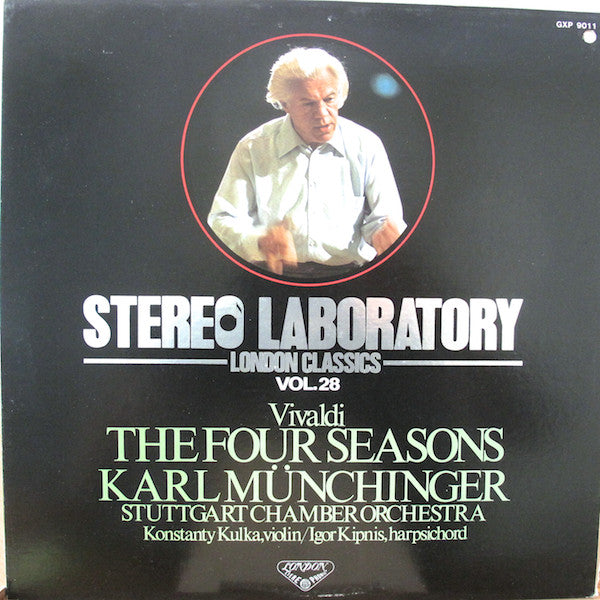 GXP 9011
STEREO LABORATORY
LONDON CLASSICS
VOL.28
Vivaldi
THE FOUR SEASONS
KARL MÜNCHINGER
STUTTGART CHAMBER ORCHESTRA
Konstanty Kulka,violin/Igor Kipnis, harpsichord
LONDON